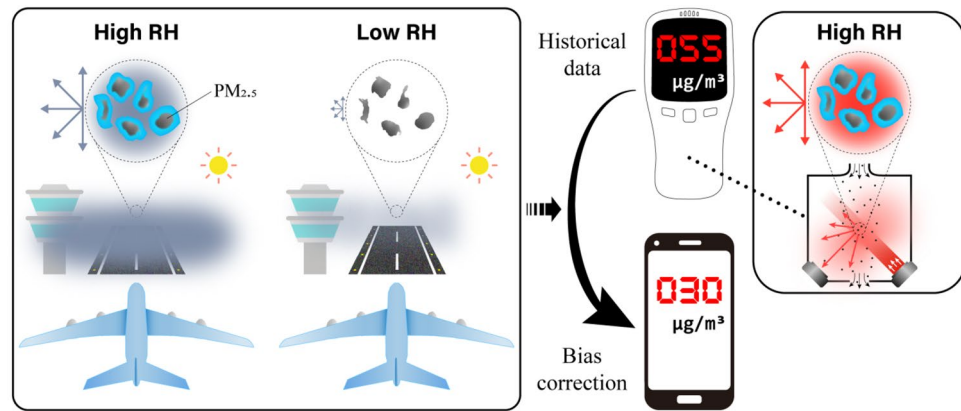 High RH
Low RH
PM₂.₅
Historical
data
055
μg/m³
030
μg/m³
Bias
correction
High RH